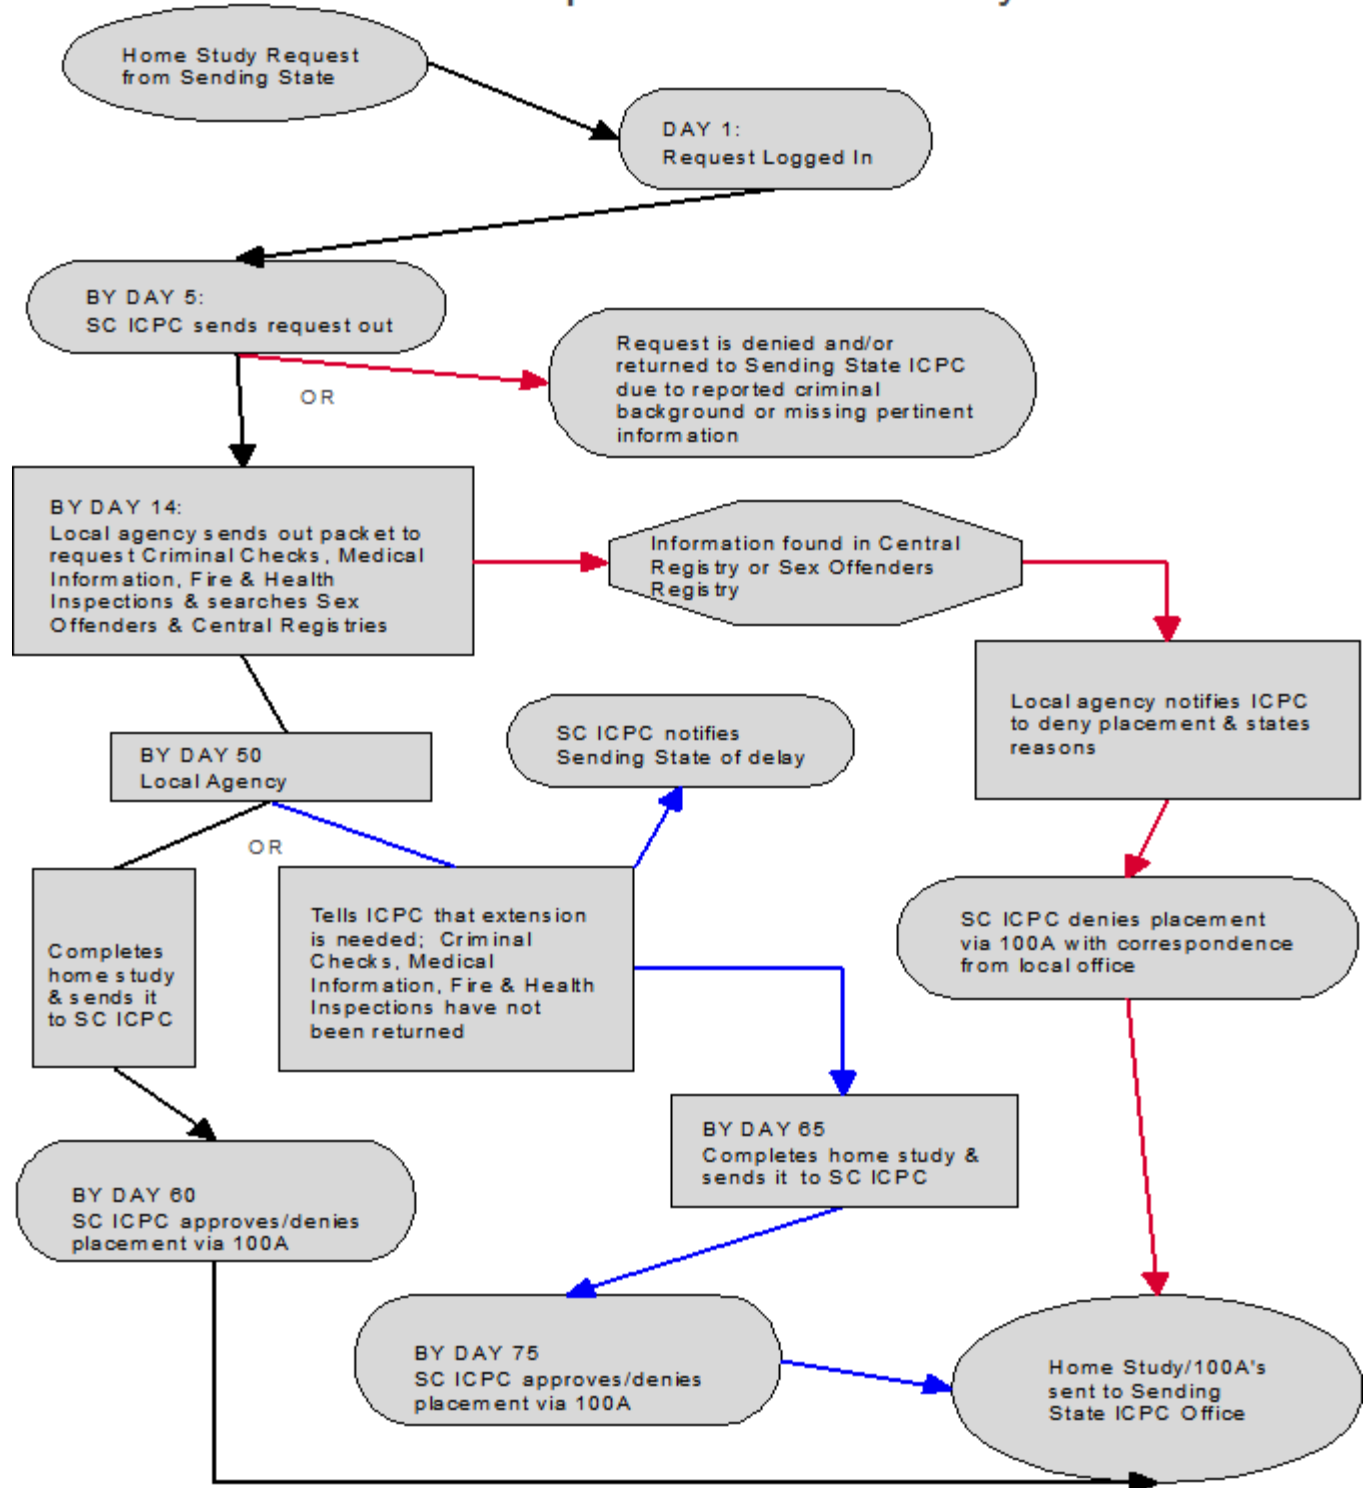 Home Study Request
from Sending State
DAY 1:
Request Logged In
BY DAY 5:
SC ICPC sends request out
OR
Request is denied and/or
returned to Sending State ICPC
due to reported criminal
background or missing pertinent
information
BY DAY 14:
Local agency sends out packet to
request Criminal Checks, Medical
Information, Fire & Health
Inspections & searches Sex
Offenders & Central Registries
Information found in Central
Registry or Sex Offenders
Registry
Local agency notifies ICPC
to deny placement & states
reasons
SC ICPC notifies
Sending State of delay
BY DAY 50
Local Agency
OR
Completes
home study
& sends it
to SC ICPC
Tells ICPC that extension
is needed; Criminal
Checks, Medical
Information, Fire & Health
Inspections have not
been returned
SC ICPC denies placement
via 100A with correspondence
from local office
BY DAY 65
Completes home study &
sends it to SC ICPC
BY DAY 60
SC ICPC approves/denies
placement via 100A
BY DAY 75
SC ICPC approves/denies
placement via 100A
Home Study/100A's
sent to Sending
State ICPC Office